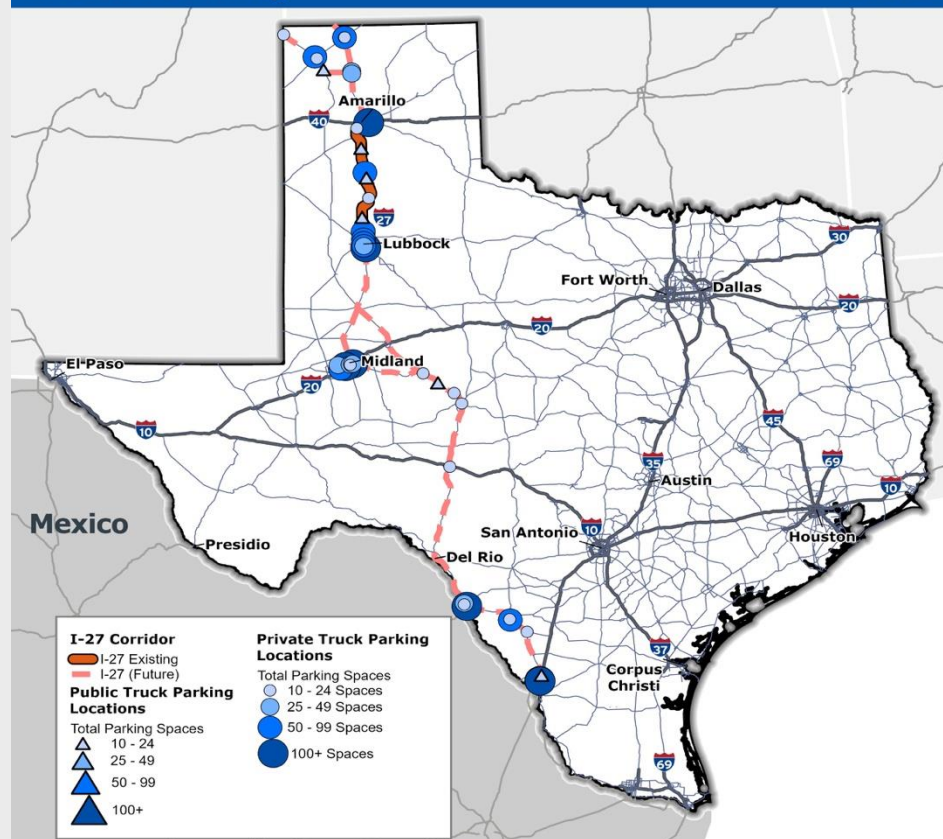 Amarillo
40
27
Lubbock
30
Fort Worth
Dallas
20
20
El Paso
Midland
20
10
45
69
35
10
Austin
Mexico
San Antonio
10
Houston
Presidio
Del Rio
37
Corpus
Christi
69
I-27 Corridor
I-27 Existing
I-27 (Future)
Public Truck Parking
Locations
Total Parking Spaces
10 - 24
25 - 49
50 - 99
100+
Private Truck Parking
Locations
Total Parking Spaces
10 - 24 Spaces
25 - 49 Spaces
50 - 99 Spaces
100+ Spaces